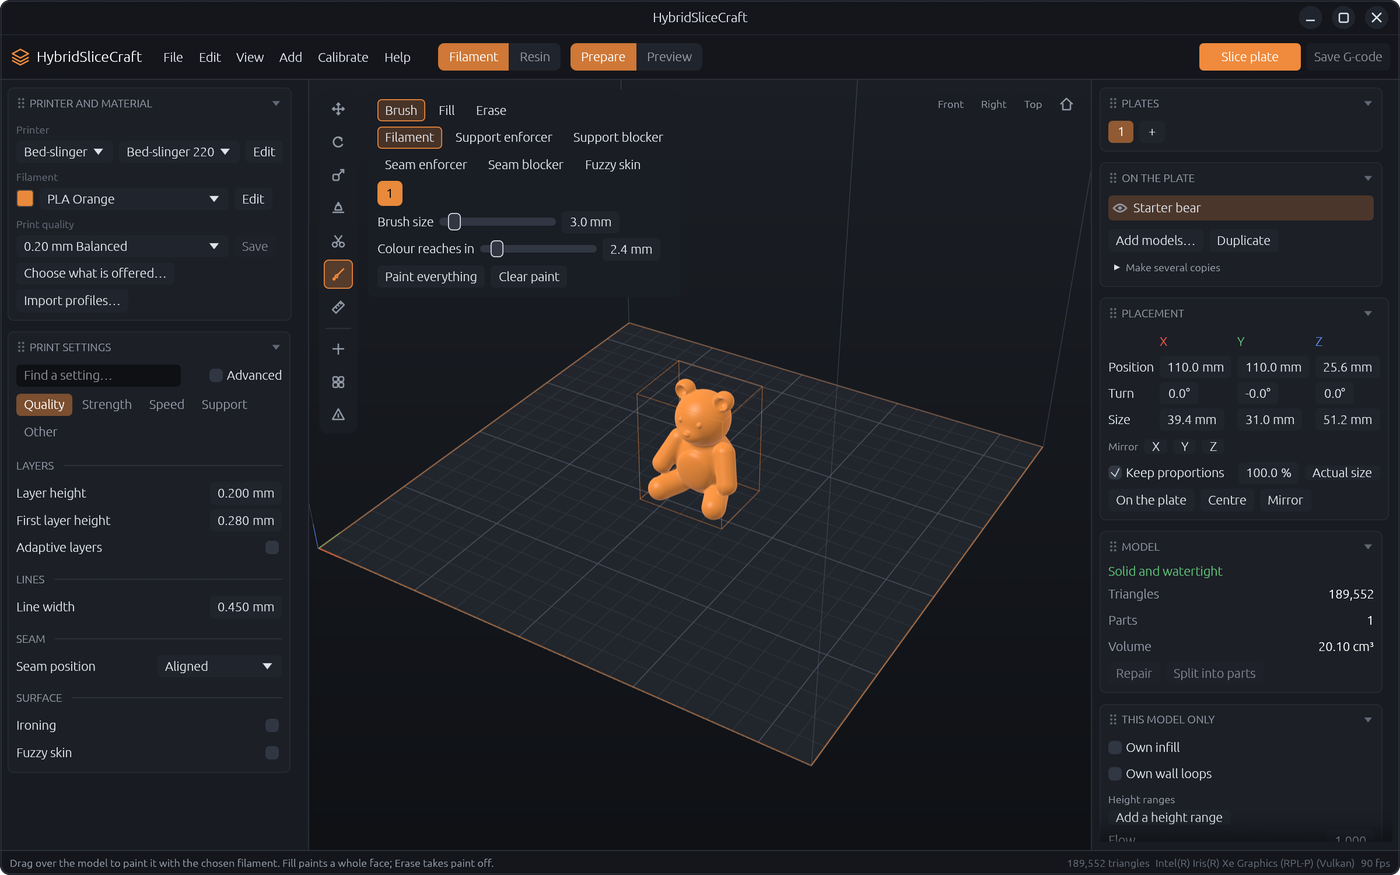 HybridSliceCraft
HybridSliceCraft File Edit View Add Calibrate Help Filament Resin Prepare Preview Slice plate Save G-code
PRINTER AND MATERIAL
Printer
Bed-slinger Bed-slinger 220 Edit
Filament
PLA Orange Edit
Print quality
0.20 mm Balanced Save
Choose what is offered…
Import profiles…
PRINT SETTINGS
Find a setting… Advanced
Quality Strength Speed Support
Other
LAYERS
Layer height 0.200 mm
First layer height 0.280 mm
Adaptive layers
LINES
Line width 0.450 mm
SEAM
Seam position Aligned
SURFACE
Ironing
Fuzzy skin
Brush Fill Erase
Filament Support enforcer Support blocker
Seam enforcer Seam blocker Fuzzy skin
1
Brush size 3.0 mm
Colour reaches in 2.4 mm
Paint everything Clear paint
Front Right Top
PLATES
1 +
ON THE PLATE
Starter bear
Add models… Duplicate
Make several copies
PLACEMENT
X Y Z
Position 110.0 mm 110.0 mm 25.6 mm
Turn 0.0° -0.0° 0.0°
Size 39.4 mm 31.0 mm 51.2 mm
Mirror X Y Z
Keep proportions 100.0 % Actual size
On the plate Centre Mirror
MODEL
Solid and watertight
Triangles 189,552
Parts 1
Volume 20.10 cm³
Repair Split into parts
THIS MODEL ONLY
Own infill
Own wall loops
Height ranges
Add a height range
Flow 1.000
Drag over the model to paint it with the chosen filament. Fill paints a whole face; Erase takes paint off.
189,552 triangles Intel(R) Iris(R) Xe Graphics (RPL-P) (Vulkan) 90 fps